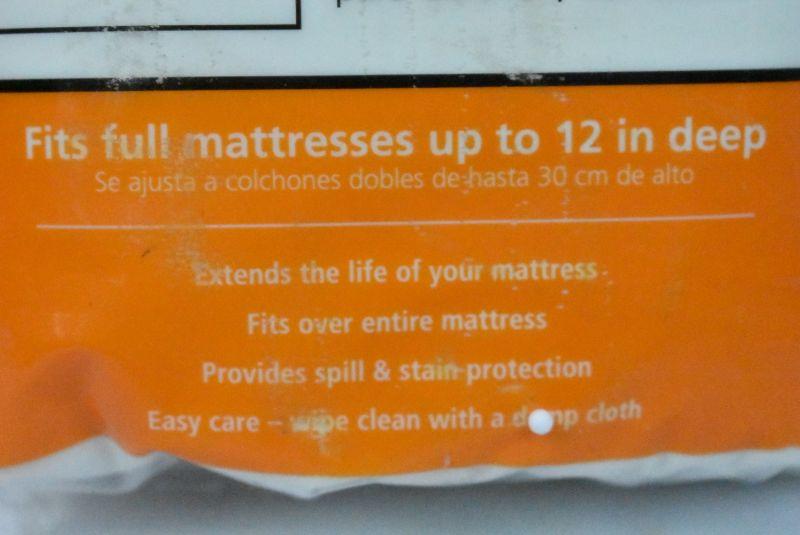 Fits full mattresses up to 12 in deep
Se ajusta a colchones dobles de hasta 30 cm de alto
Extends the life of your mattress
Fits over entire mattress
Provides spill & stain protection
Easy care – wipe clean with a damp cloth